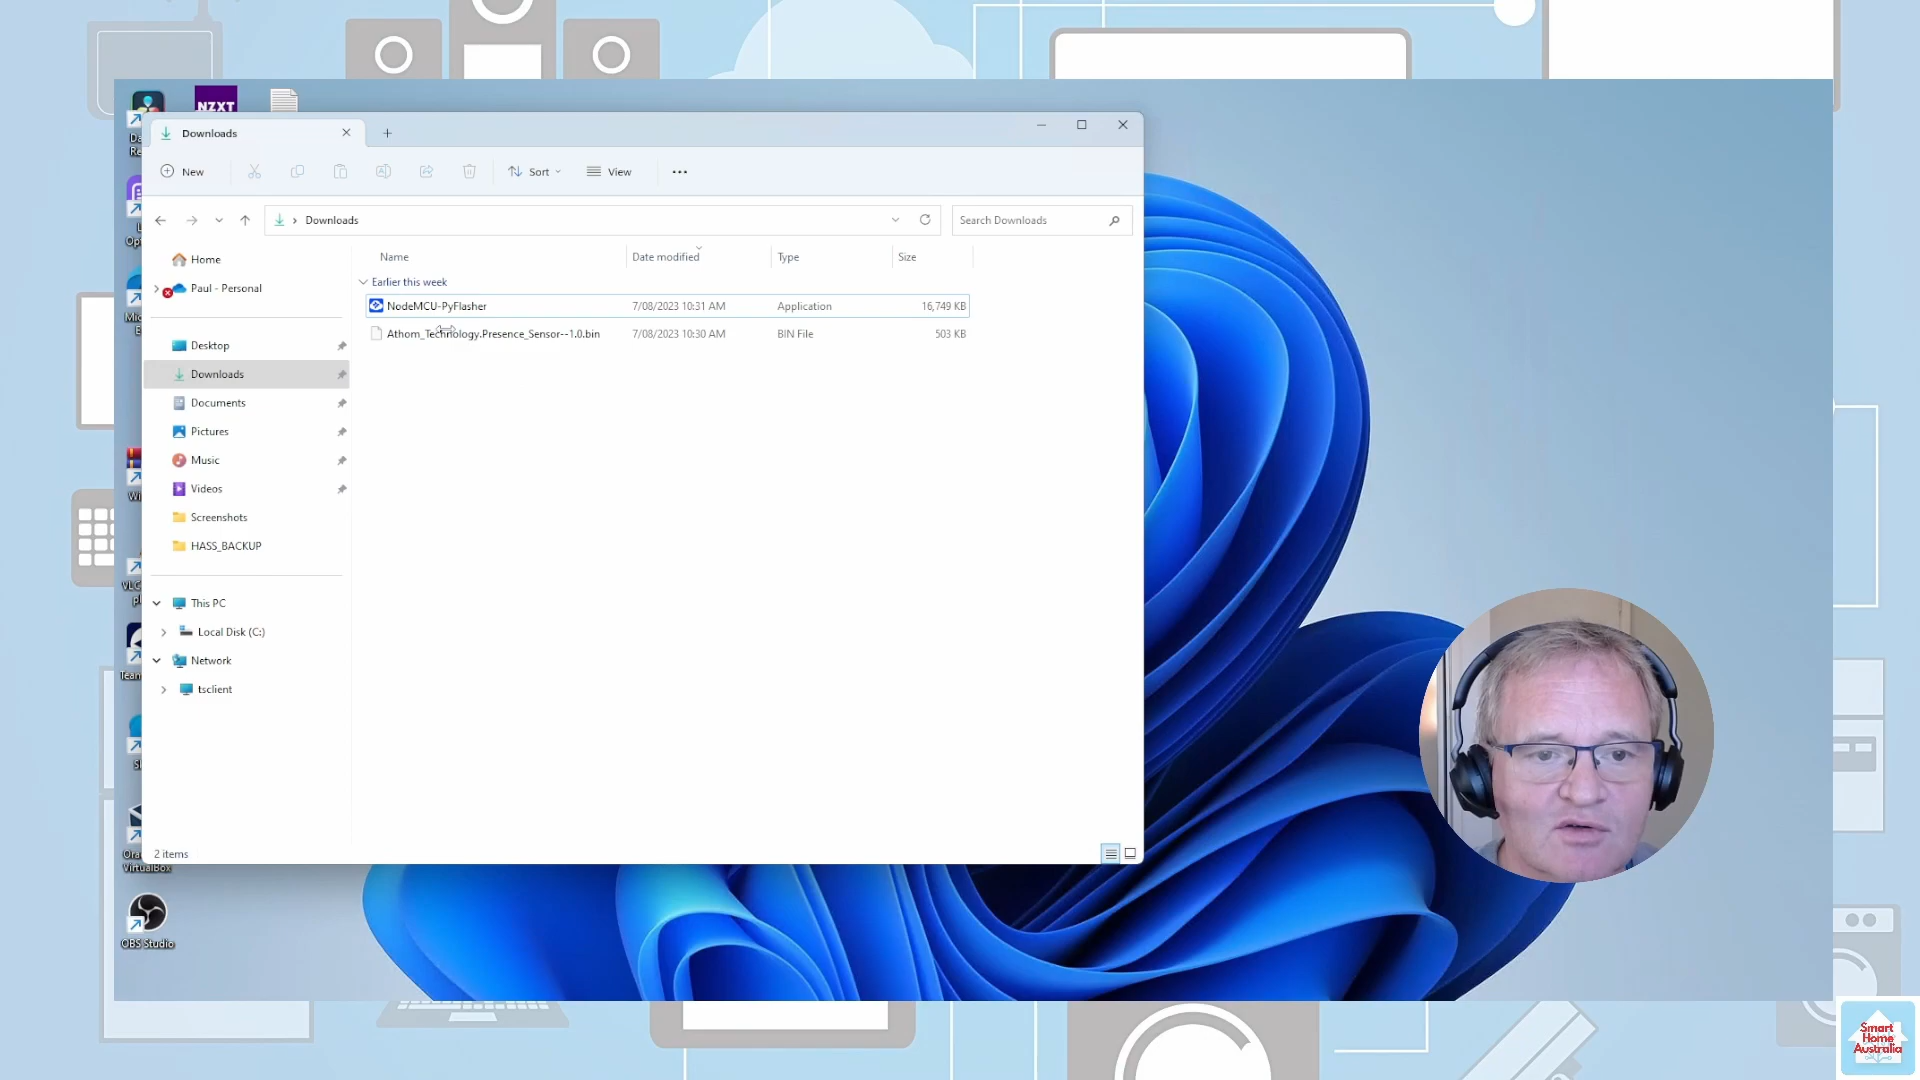 NZXT
Downloads
New
Sort
View
Downloads
Search Downloads
Name
Date modified
Type
Size
Earlier this week
NodeMCU-PyFlasher
7/08/2023 10:31 AM
Application
16,749 KB
Athom_Technology.Presence_Sensor--1.0.bin
7/08/2023 10:30 AM
BIN File
503 KB
Home
Paul - Personal
Desktop
Downloads
Documents
Pictures
Music
Videos
Screenshots
HASS_BACKUP
This PC
Local Disk (C:)
Network
tsclient
2 items
VirtualBox
OBS Studio
Smart
Home
Australia